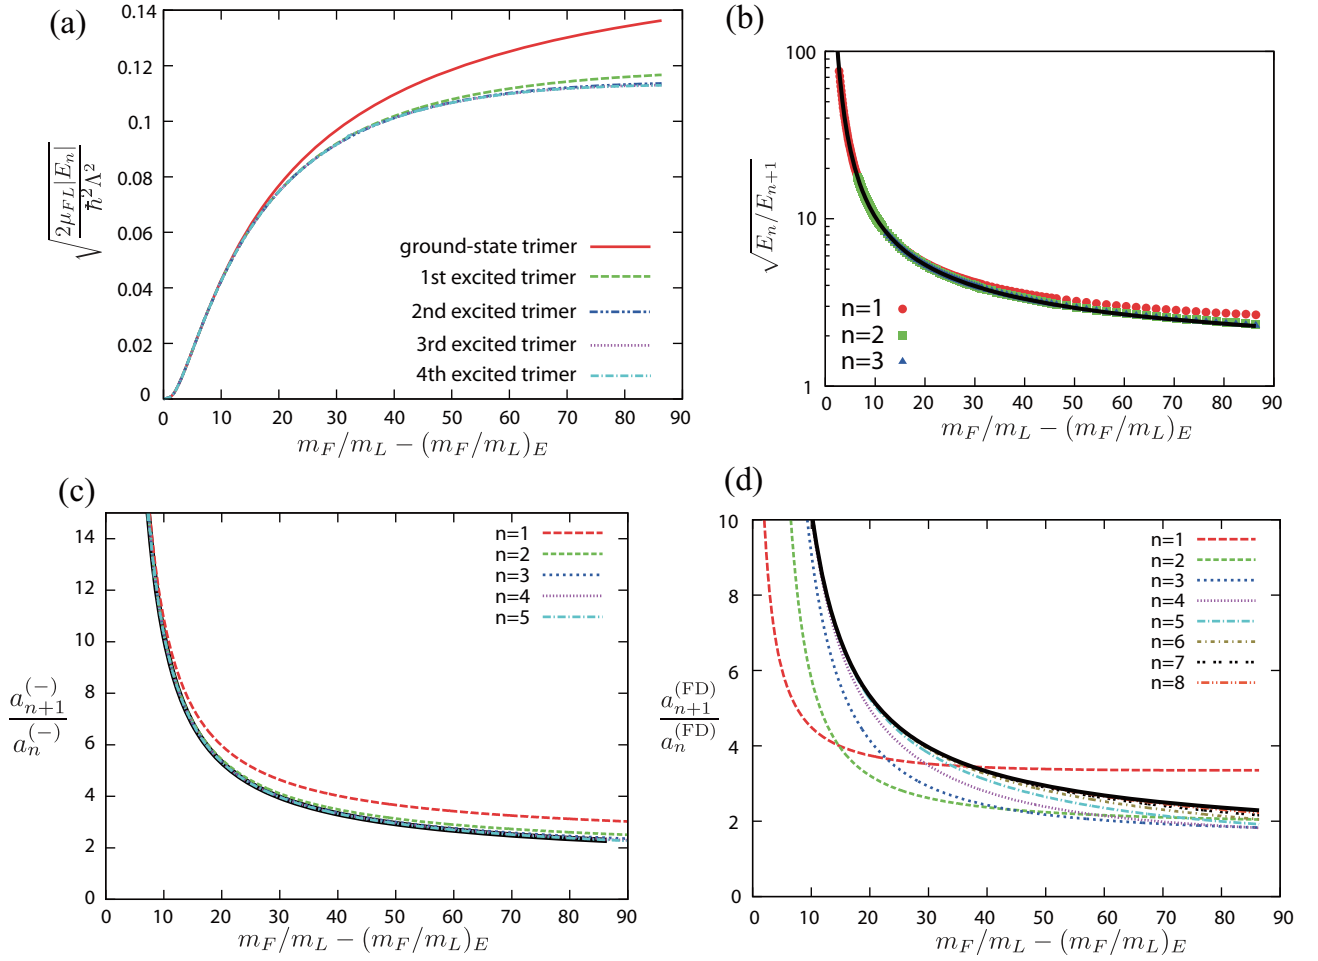 (a)
0.14
0.12
0.1
0.08
0.06
0.04
0.02
0
√(2μ_{FL}|E_n| / ħ²Λ²)
ground-state trimer
1st excited trimer
2nd excited trimer
3rd excited trimer
4th excited trimer
0 10 20 30 40 50 60 70 80 90
m_F/m_L − (m_F/m_L)_E
(b)
100
10
1
√(E_n/E_{n+1})
n=1
n=2
n=3
0 10 20 30 40 50 60 70 80 90
m_F/m_L − (m_F/m_L)_E
(c)
14
12
10
8
6
4
2
0
a_{n+1}^{(−)} / a_n^{(−)}
n=1
n=2
n=3
n=4
n=5
0 10 20 30 40 50 60 70 80 90
m_F/m_L − (m_F/m_L)_E
(d)
10
8
6
4
2
0
a_{n+1}^{(FD)} / a_n^{(FD)}
n=1
n=2
n=3
n=4
n=5
n=6
n=7
n=8
0 10 20 30 40 50 60 70 80 90
m_F/m_L − (m_F/m_L)_E